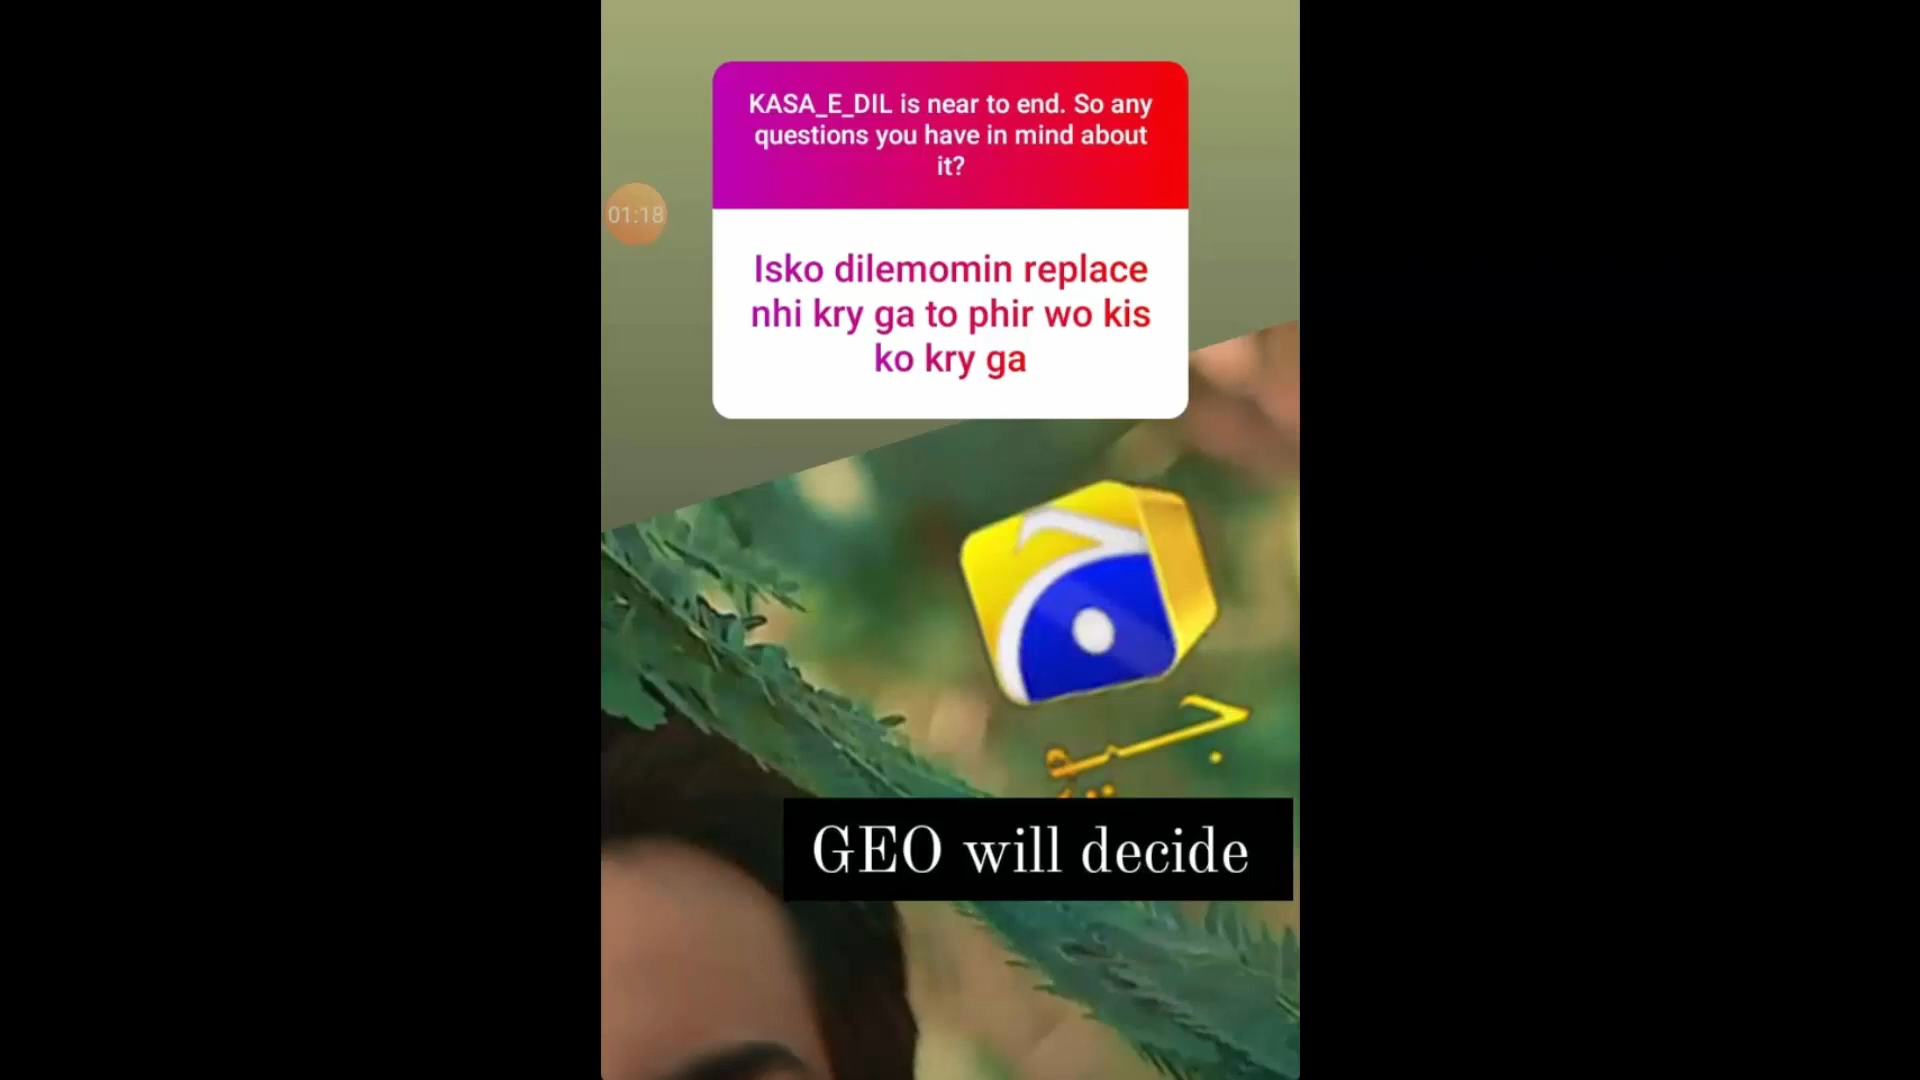 KASA_E_DIL is near to end. So any
questions you have in mind about
it?
01:18
Isko dilemomin replace
nhi kry ga to phir wo kis
ko kry ga
جیو
GEO will decide